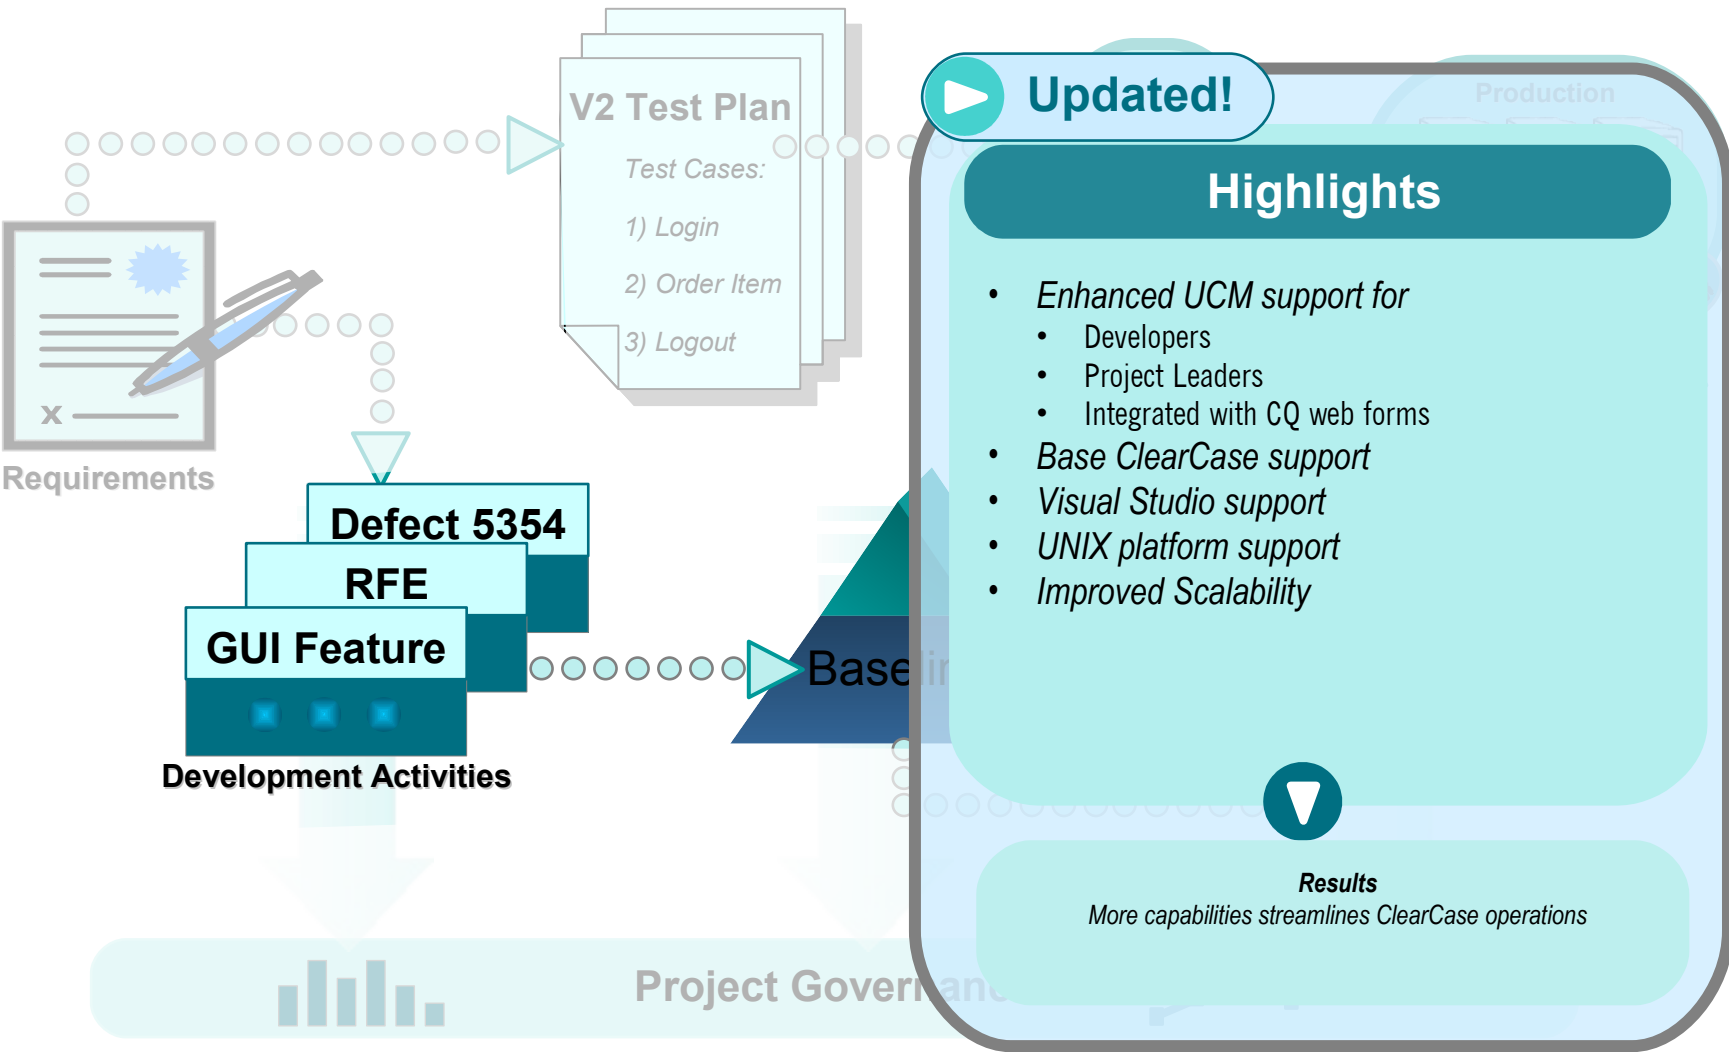 V2 Test Plan
Test Cases:
1) Login
2) Order Item
3) Logout
x
Requirements
Defect 5354
RFE
GUI Feature
Development Activities
Baselin
Project Governanc
Production
Updated!
Highlights
• Enhanced UCM support for
• Developers
• Project Leaders
• Integrated with CQ web forms
• Base ClearCase support
• Visual Studio support
• UNIX platform support
• Improved Scalability
Results
More capabilities streamlines ClearCase operations